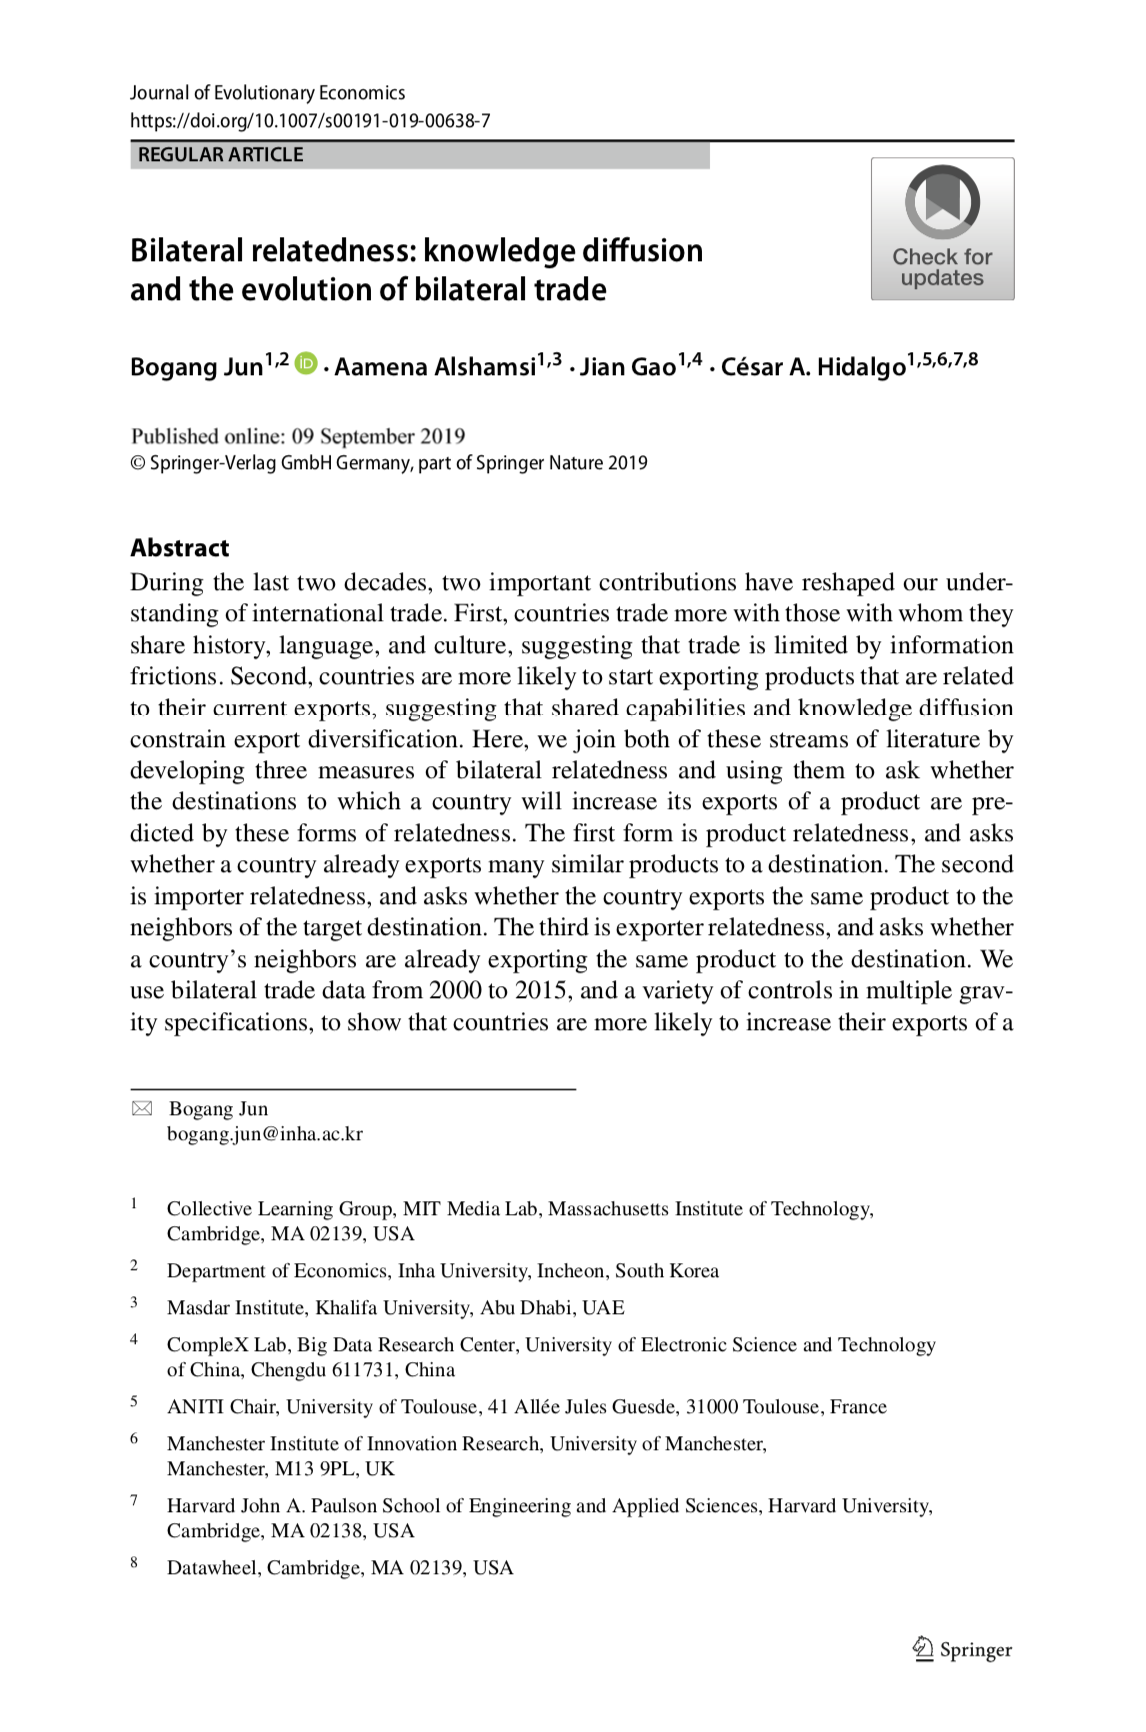 Journal of Evolutionary Economics
https://doi.org/10.1007/s00191-019-00638-7
REGULAR ARTICLE
Check for
updates
Bilateral relatedness: knowledge diffusion
and the evolution of bilateral trade
Bogang Jun1,2 iD · Aamena Alshamsi1,3 · Jian Gao1,4 · César A. Hidalgo1,5,6,7,8
Published online: 09 September 2019
© Springer-Verlag GmbH Germany, part of Springer Nature 2019
Abstract
During the last two decades, two important contributions have reshaped our under-
standing of international trade. First, countries trade more with those with whom they
share history, language, and culture, suggesting that trade is limited by information
frictions. Second, countries are more likely to start exporting products that are related
to their current exports, suggesting that shared capabilities and knowledge diffusion
constrain export diversification. Here, we join both of these streams of literature by
developing three measures of bilateral relatedness and using them to ask whether
the destinations to which a country will increase its exports of a product are pre-
dicted by these forms of relatedness. The first form is product relatedness, and asks
whether a country already exports many similar products to a destination. The second
is importer relatedness, and asks whether the country exports the same product to the
neighbors of the target destination. The third is exporter relatedness, and asks whether
a country's neighbors are already exporting the same product to the destination. We
use bilateral trade data from 2000 to 2015, and a variety of controls in multiple grav-
ity specifications, to show that countries are more likely to increase their exports of a
Bogang Jun
bogang.jun@inha.ac.kr
1 Collective Learning Group, MIT Media Lab, Massachusetts Institute of Technology,
Cambridge, MA 02139, USA
2 Department of Economics, Inha University, Incheon, South Korea
3 Masdar Institute, Khalifa University, Abu Dhabi, UAE
4 CompleX Lab, Big Data Research Center, University of Electronic Science and Technology
of China, Chengdu 611731, China
5 ANITI Chair, University of Toulouse, 41 Allée Jules Guesde, 31000 Toulouse, France
6 Manchester Institute of Innovation Research, University of Manchester,
Manchester, M13 9PL, UK
7 Harvard John A. Paulson School of Engineering and Applied Sciences, Harvard University,
Cambridge, MA 02138, USA
8 Datawheel, Cambridge, MA 02139, USA
Springer